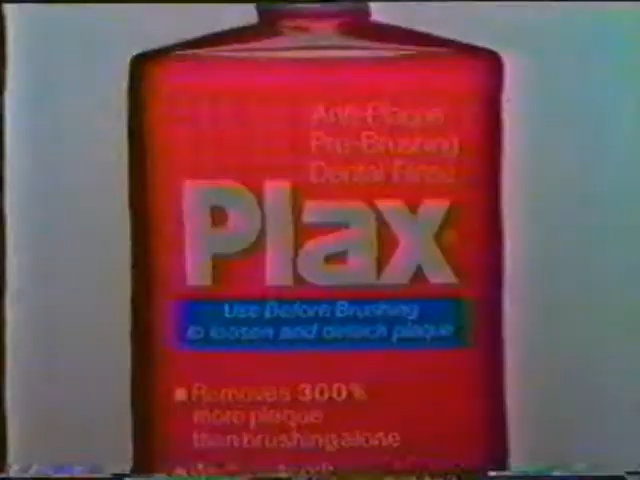 Anti-Plaque
Pre-Brushing
Dental Rinse
Plax
Use Before Brushing
to loosen and detach plaque
■ Removes 300%
more plaque
than brushing alone